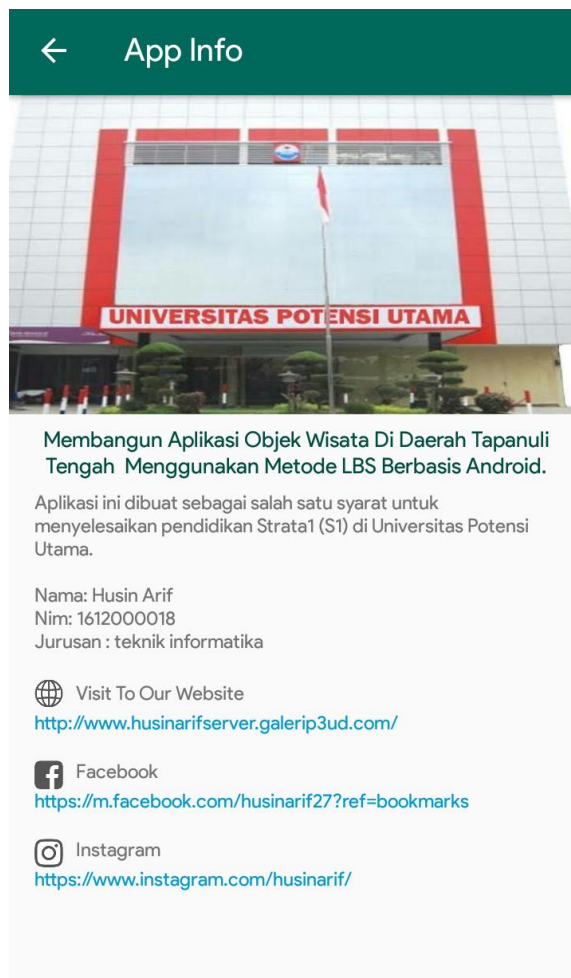 App Info
UNIVERSITAS POTENSI UTAMA
Membangun Aplikasi Objek Wisata Di Daerah Tapanuli
Tengah Menggunakan Metode LBS Berbasis Android.
Aplikasi ini dibuat sebagai salah satu syarat untuk
menyelesaikan pendidikan Strata1 (S1) di Universitas Potensi
Utama.
Nama: Husin Arif
Nim: 1612000018
Jurusan : teknik informatika
Visit To Our Website
http://www.husinarifserver.galerip3ud.com/
Facebook
https://m.facebook.com/husinarif27?ref=bookmarks
Instagram
https://www.instagram.com/husinarif/